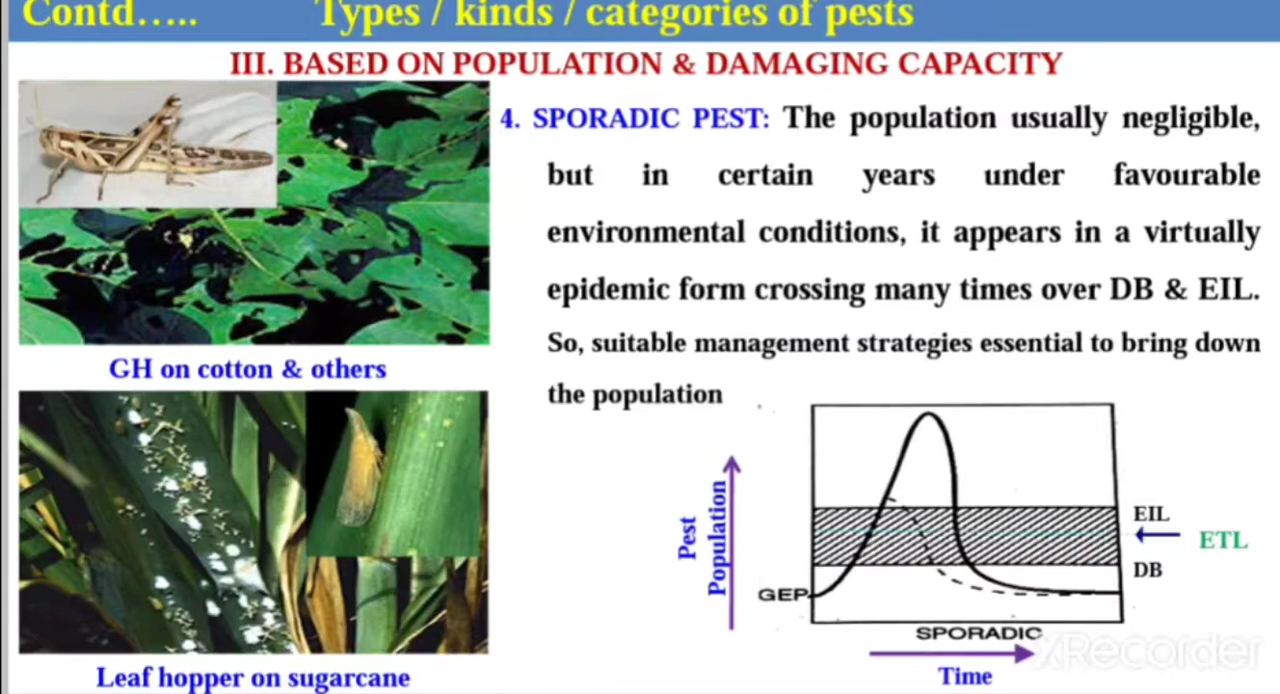 Contd…..
Types / kinds / categories of pests
III. BASED ON POPULATION & DAMAGING CAPACITY
4. SPORADIC PEST: The population usually negligible,
but in certain years under favourable
environmental conditions, it appears in a virtually
epidemic form crossing many times over DB & EIL.
So, suitable management strategies essential to bring down
the population
GH on cotton & others
Leaf hopper on sugarcane
Pest
Population
EIL
ETL
DB
GEP
SPORADIC
Time
XRecorder